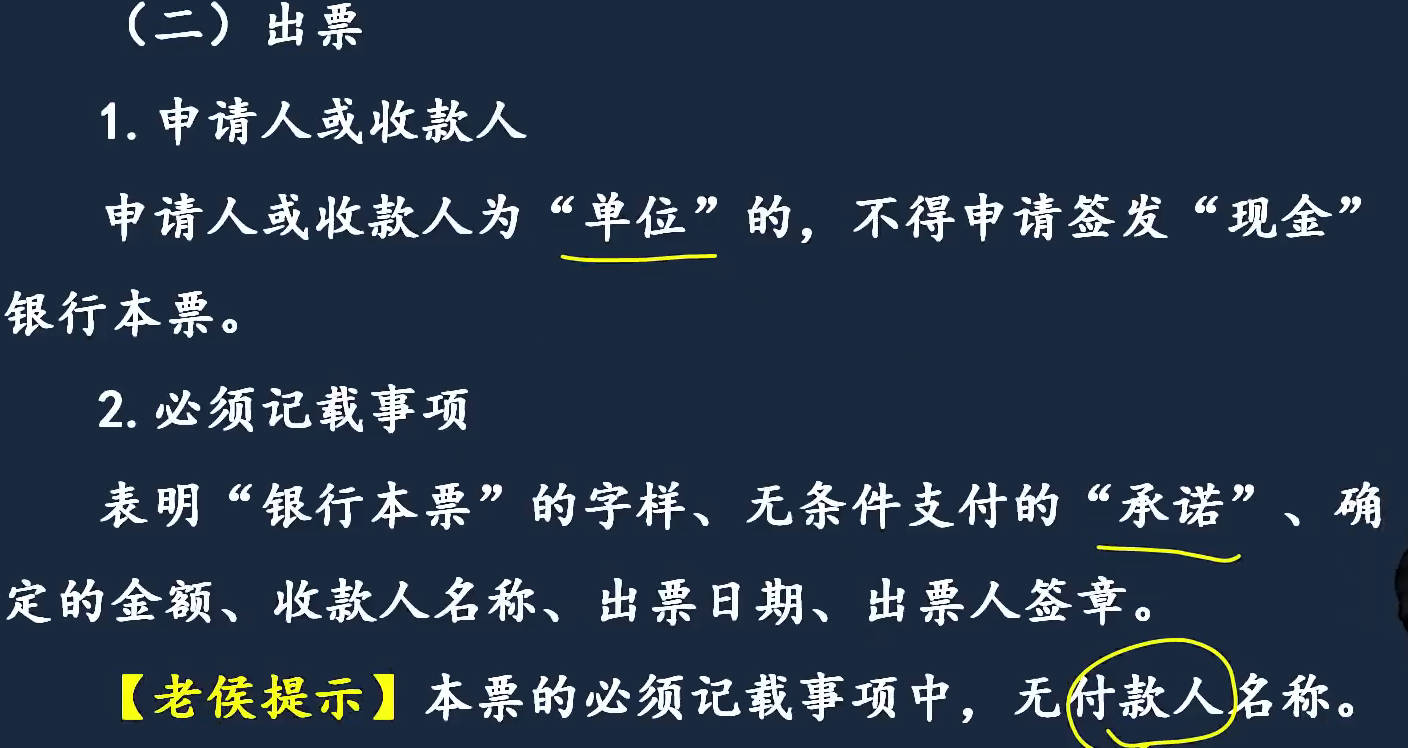 （二）出票
1. 申请人或收款人
申请人或收款人为“单位”的，不得申请签发“现金”
银行本票。
2. 必须记载事项
表明“银行本票”的字样、无条件支付的“承诺”、确
定的金额、收款人名称、出票日期、出票人签章。
【老侯提示】本票的必须记载事项中，无付款人名称。